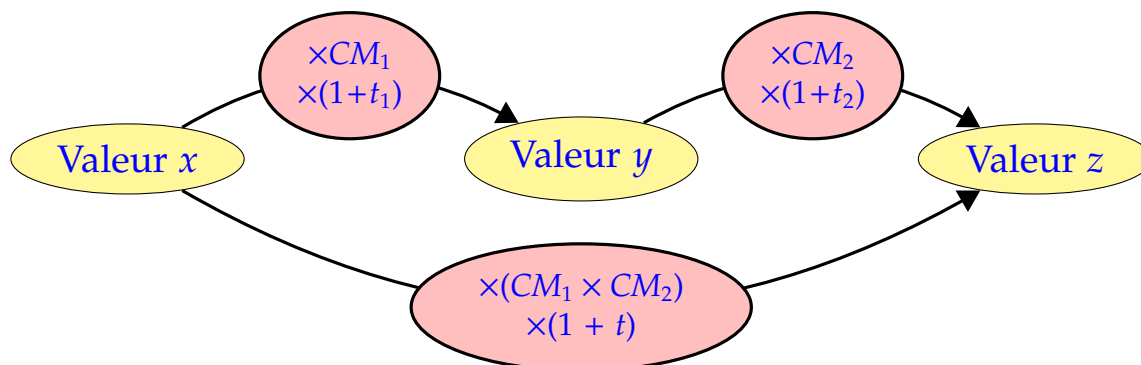 ×CM₁
×(1+t₁)
×CM₂
×(1+t₂)
Valeur x
Valeur y
Valeur z
×(CM₁ × CM₂)
×(1 + t)